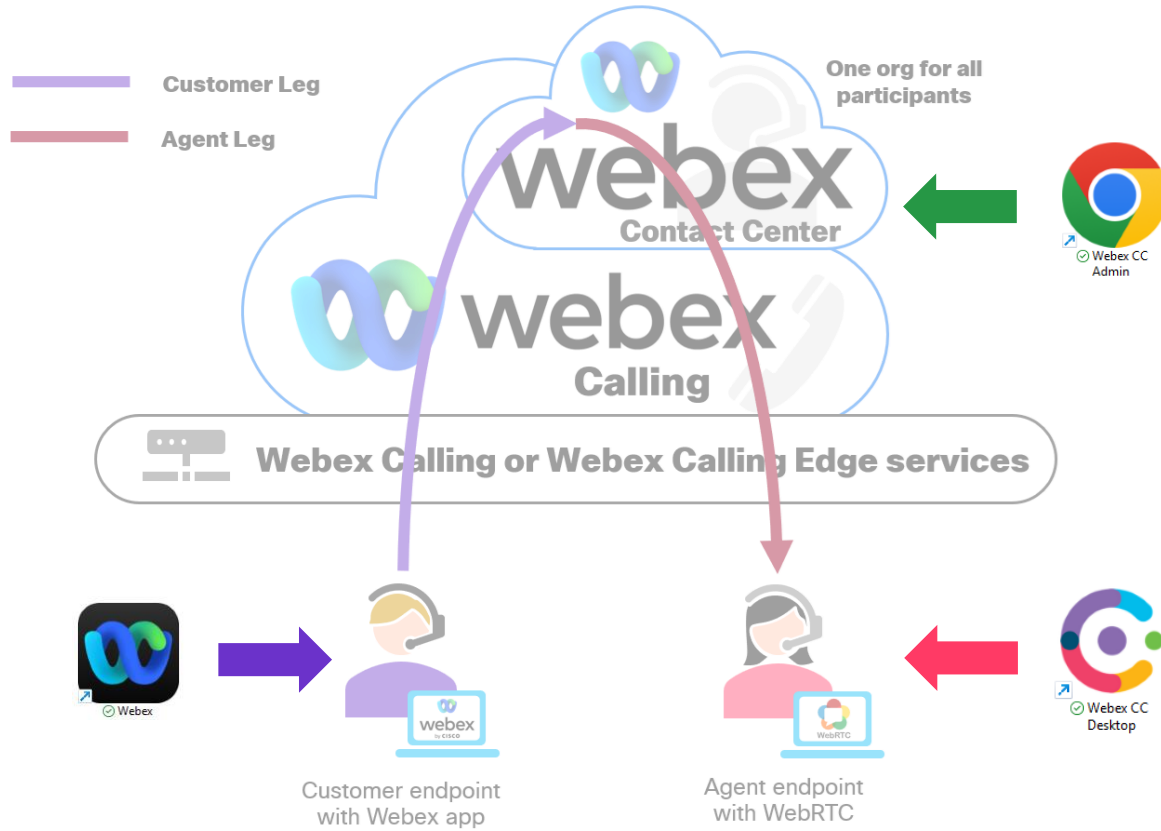 Customer Leg
Agent Leg
One org for all
participants
webex
Contact Center
Webex CC
Admin
webex
Calling
Webex Calling or Webex Calling Edge services
Webex
webex
by CISCO
WebRTC
Webex CC
Desktop
Customer endpoint
with Webex app
Agent endpoint
with WebRTC